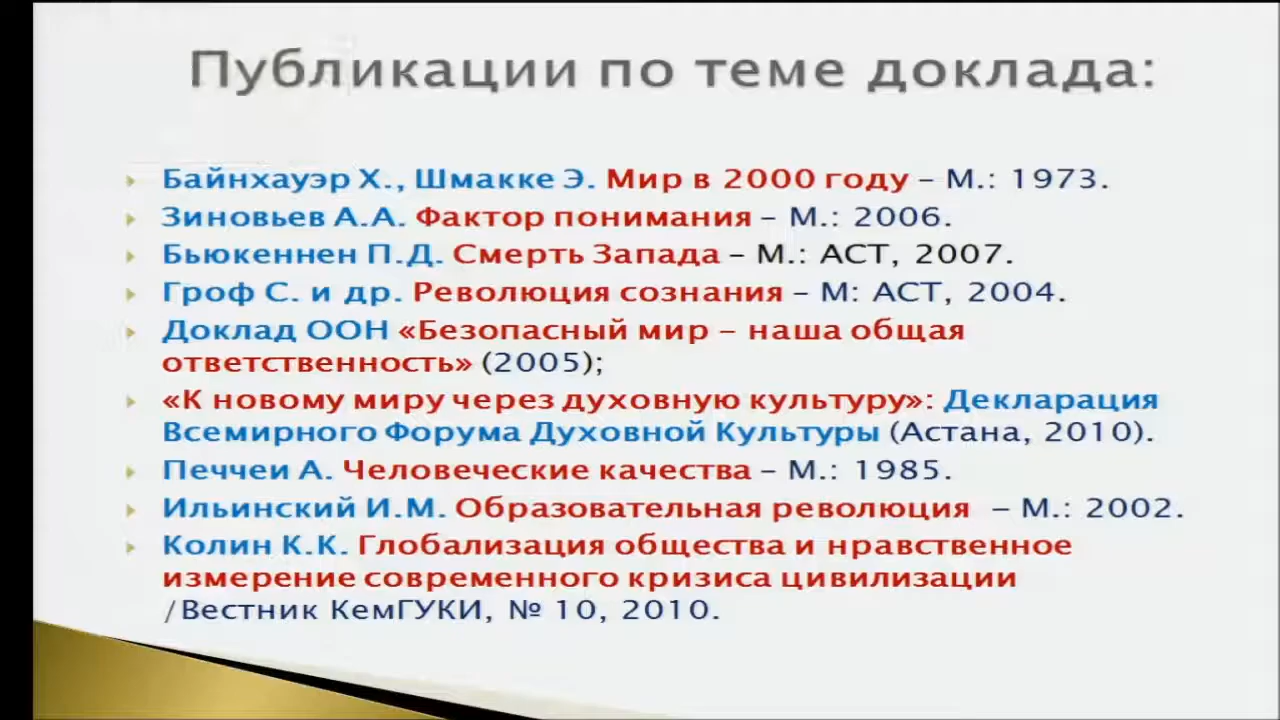 Публикации по теме доклада:
Байнхауэр Х., Шмакке Э. Мир в 2000 году – М.: 1973.
Зиновьев А.А. Фактор понимания – М.: 2006.
Бьюкеннен П.Д. Смерть Запада – М.: АСТ, 2007.
Гроф С. и др. Революция сознания – М: АСТ, 2004.
Доклад ООН «Безопасный мир – наша общая
ответственность» (2005);
«К новому миру через духовную культуру»: Декларация
Всемирного Форума Духовной Культуры (Астана, 2010).
Печчеи А. Человеческие качества – М.: 1985.
Ильинский И.М. Образовательная революция – М.: 2002.
Колин К.К. Глобализация общества и нравственное
измерение современного кризиса цивилизации
/Вестник КемГУКИ, № 10, 2010.